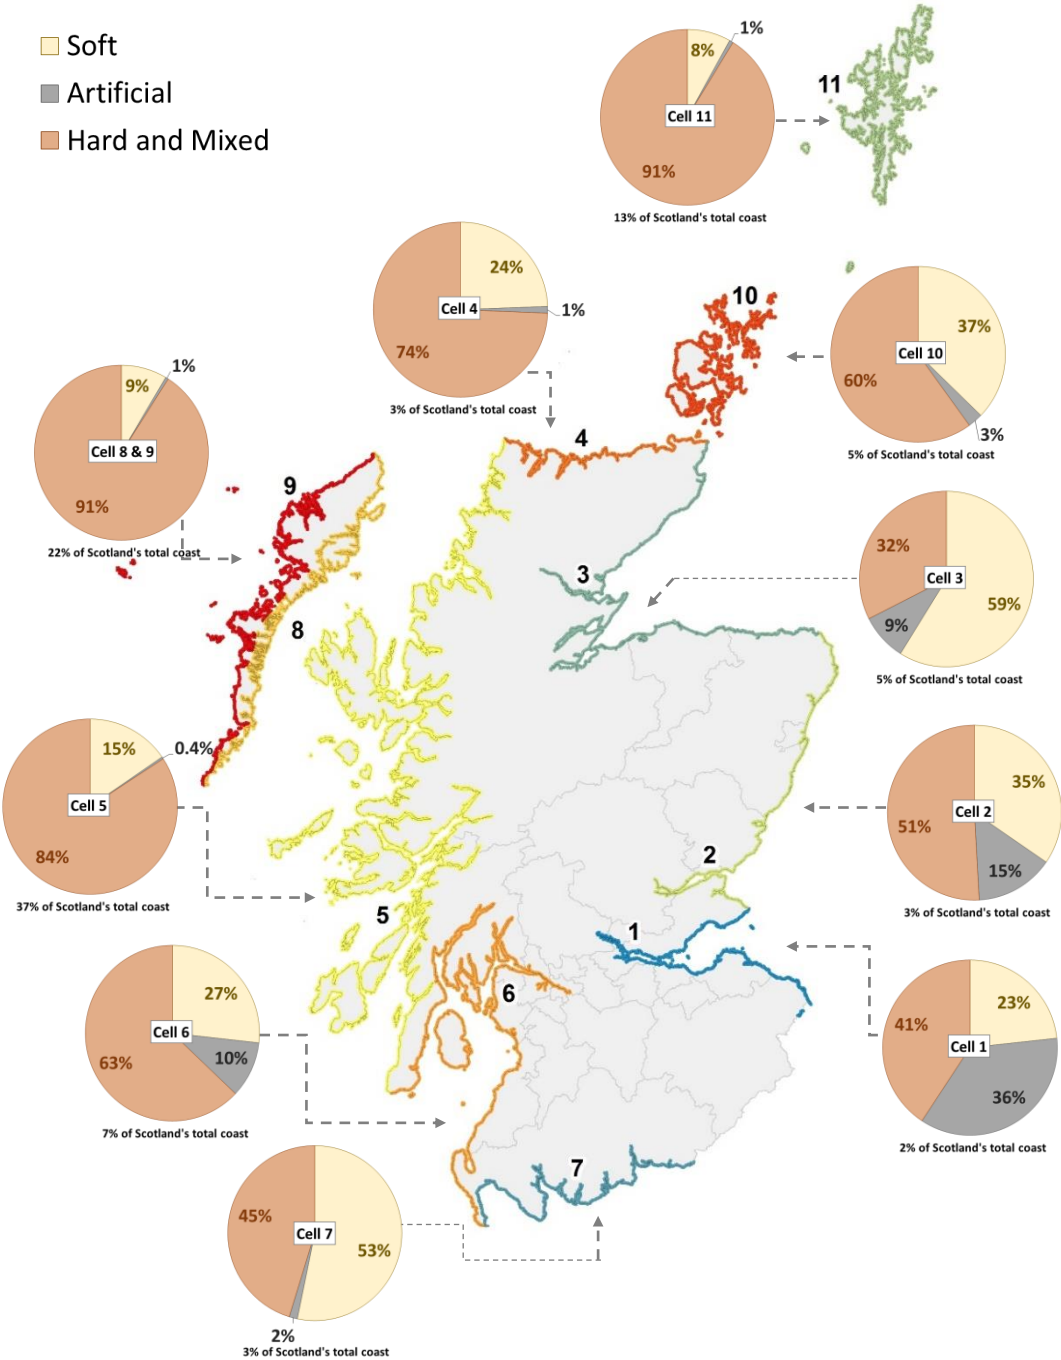 Soft
Artificial
Hard and Mixed
8%
1%
Cell 11
91%
13% of Scotland's total coast
11
24%
Cell 4
1%
74%
3% of Scotland's total coast
10
37%
Cell 10
60%
3%
5% of Scotland's total coast
9%
1%
Cell 8 & 9
91%
22% of Scotland's total coast
4
9
8
3
32%
Cell 3
59%
9%
5% of Scotland's total coast
15%
0.4%
Cell 5
84%
37% of Scotland's total coast
5
35%
Cell 2
51%
15%
3% of Scotland's total coast
2
1
27%
Cell 6
10%
63%
7% of Scotland's total coast
6
23%
41%
Cell 1
36%
2% of Scotland's total coast
7
45%
Cell 7
53%
2%
3% of Scotland's total coast